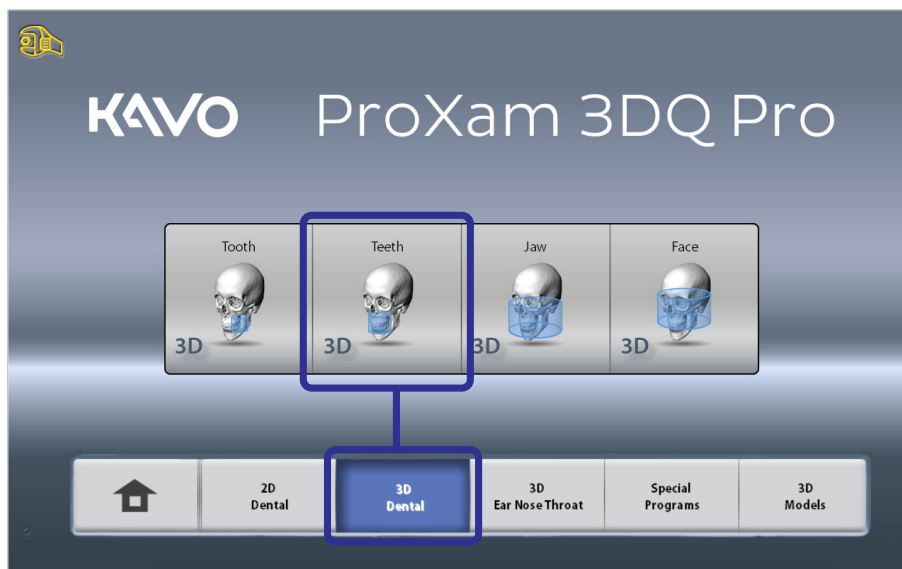 KAVO ProXam 3DQ Pro
Tooth Teeth Jaw Face
3D 3D 3D 3D
2D 3D 3D Special 3D
Dental Dental Ear Nose Throat Programs Models